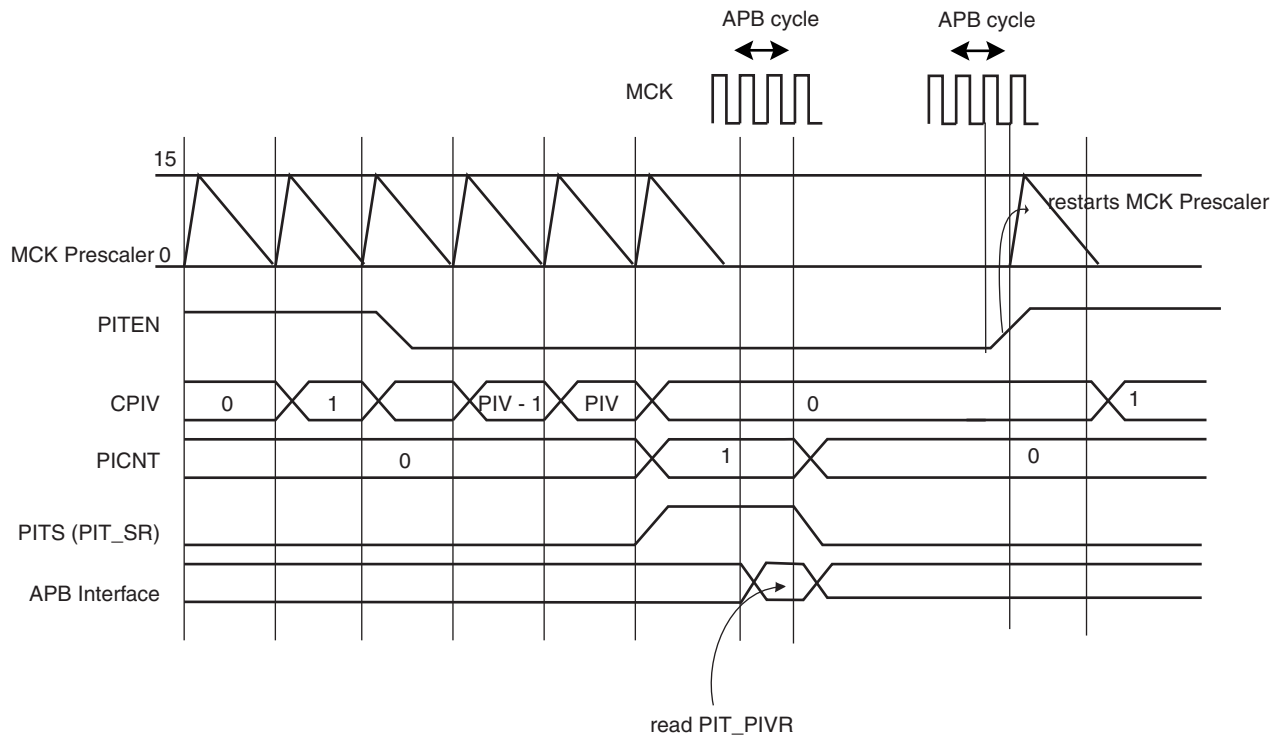 APB cycle
APB cycle
MCK
15
restarts MCK Prescaler
MCK Prescaler 0
PITEN
CPIV
0
1
PIV - 1
PIV
0
1
PICNT
0
1
0
PITS (PIT_SR)
APB Interface
read PIT_PIVR